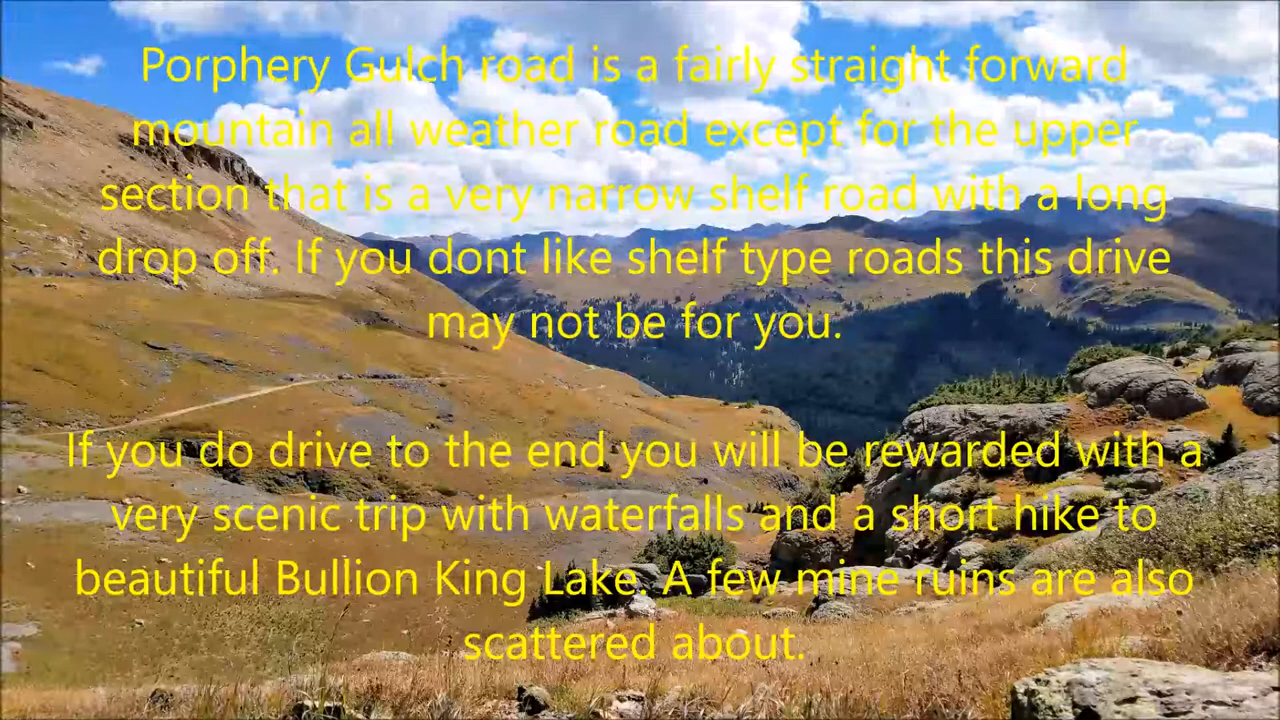 Porphery Gulch road is a fairly straight forward
mountain all weather road except for the upper
section that is a very narrow shelf road with a long
drop off. If you dont like shelf type roads this drive
may not be for you.
If you do drive to the end you will be rewarded with a
very scenic trip with waterfalls and a short hike to
beautiful Bullion King Lake. A few mine ruins are also
scattered about.